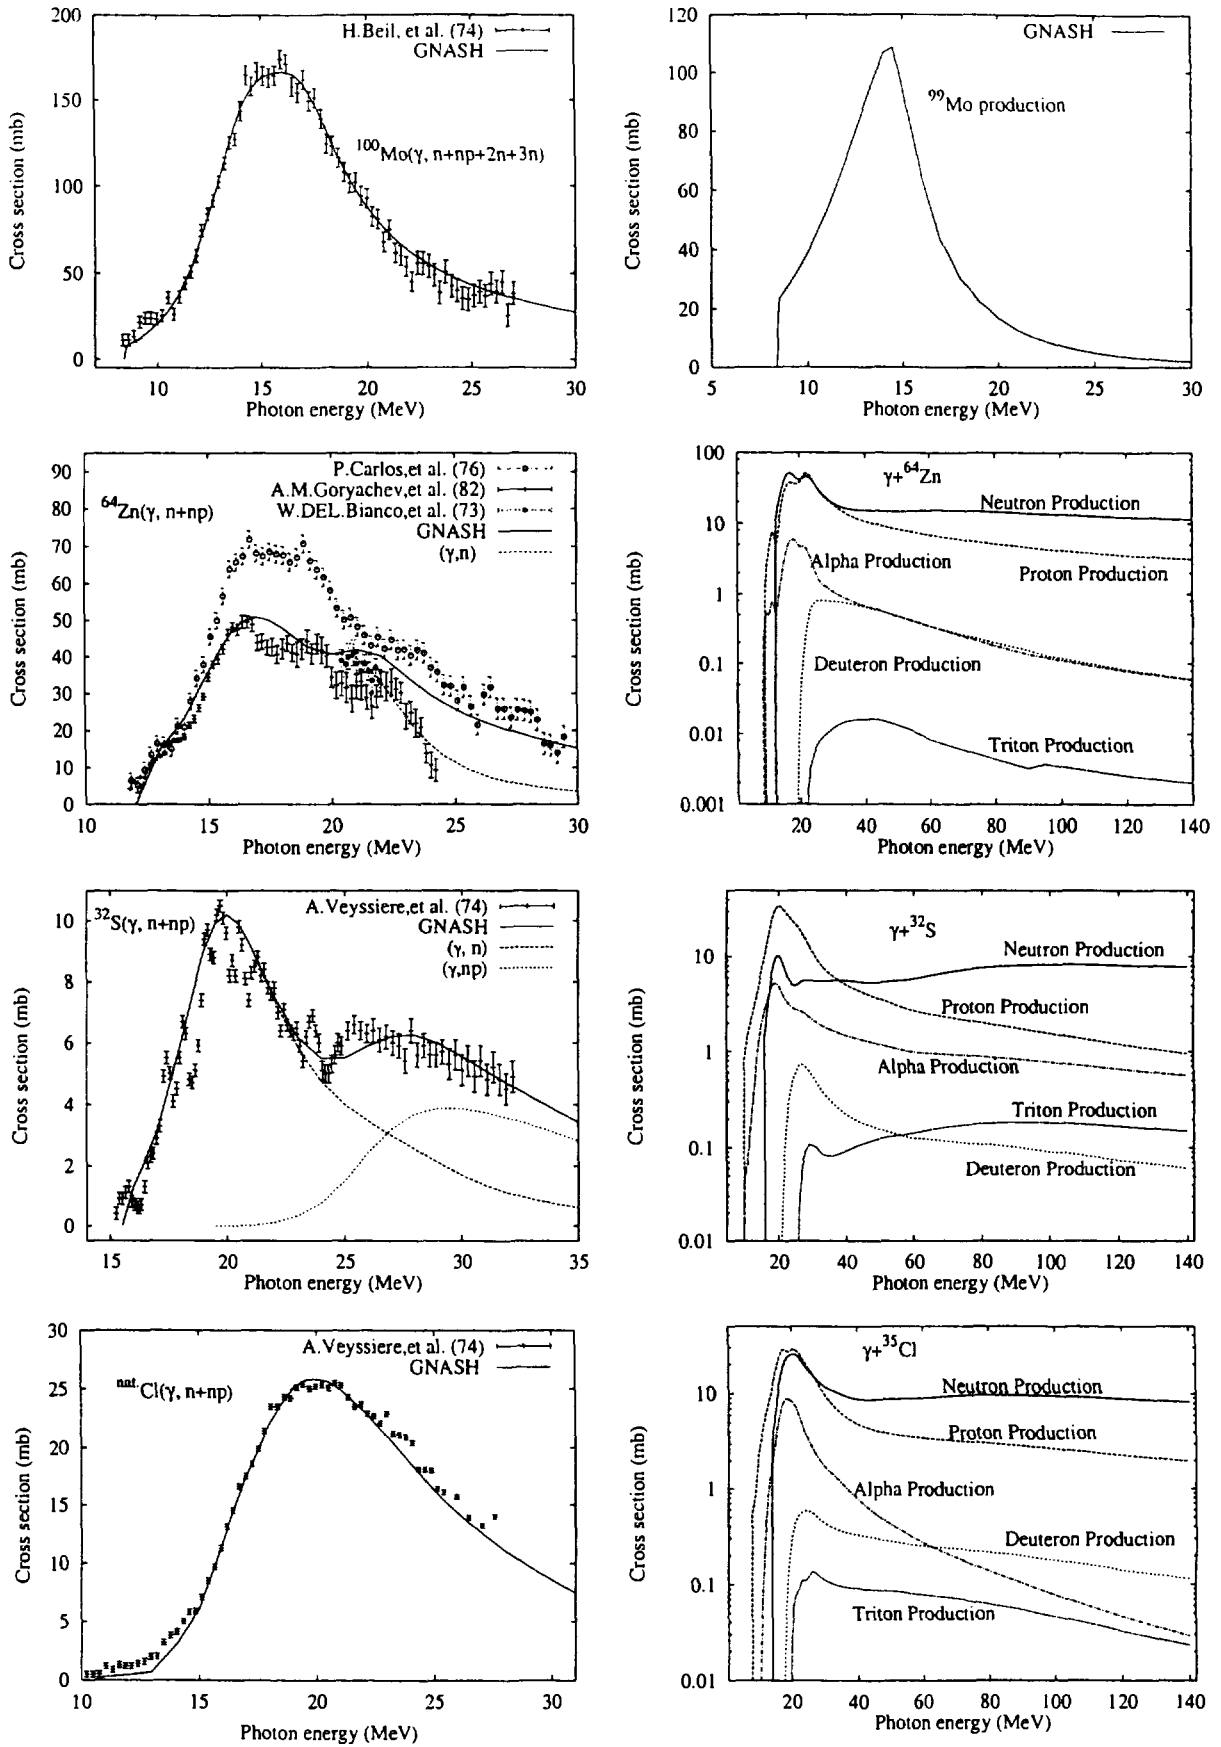 200
150
100
50
0
Cross section (mb)
H.Beil, et al. (74)
GNASH
¹⁰⁰Mo(γ, n+np+2n+3n)
10 15 20 25 30
Photon energy (MeV)
120
100
80
60
40
20
0
Cross section (mb)
GNASH
⁹⁹Mo production
5 10 15 20 25 30
Photon energy (MeV)
90
80
70
60
50
40
30
20
10
0
Cross section (mb)
P.Carlos,et al. (76)
A.M.Goryachev,et al. (82)
W.DEL.Bianco,et al. (73)
GNASH
(γ,n)
⁶⁴Zn(γ, n+np)
10 15 20 25 30
Photon energy (MeV)
100
10
1
0.1
0.01
0.001
Cross section (mb)
γ+⁶⁴Zn
Neutron Production
Alpha Production
Proton Production
Deuteron Production
Triton Production
20 40 60 80 100 120 140
Photon energy (MeV)
10
8
6
4
2
0
Cross section (mb)
³²S(γ, n+np)
A.Veyssiere,et al. (74)
GNASH
(γ, n)
(γ,np)
15 20 25 30 35
Photon energy (MeV)
10
1
0.1
0.01
Cross section (mb)
γ+³²S
Neutron Production
Proton Production
Alpha Production
Triton Production
Deuteron Production
20 40 60 80 100 120 140
Photon energy (MeV)
30
25
20
15
10
5
0
Cross section (mb)
A.Veyssiere,et al. (74)
GNASH
ⁿᵃᵗ·Cl(γ, n+np)
10 15 20 25 30
Photon energy (MeV)
10
1
0.1
0.01
Cross section (mb)
γ+³⁵Cl
Neutron Production
Proton Production
Alpha Production
Deuteron Production
Triton Production
20 40 60 80 100 120 140
Photon energy (MeV)